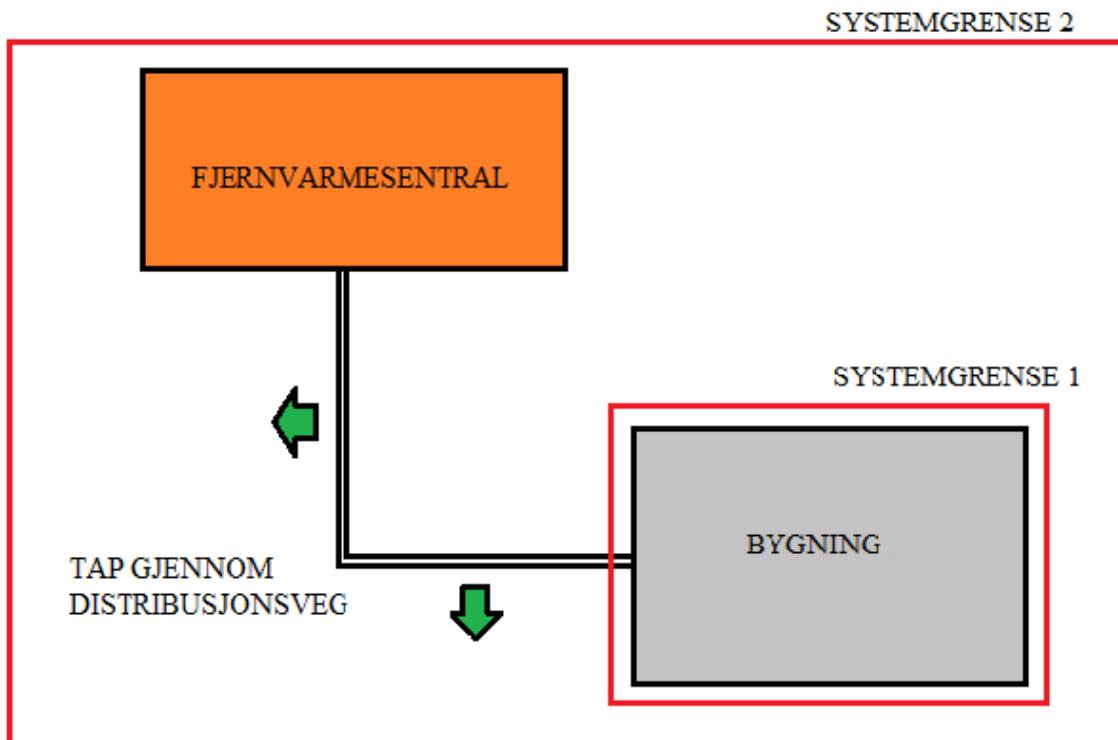 SYSTEMGRENSE 2
FJERNVARMESENTRAL
SYSTEMGRENSE 1
BYGNING
TAP GJENNOM
DISTRIBUSJONSVEG